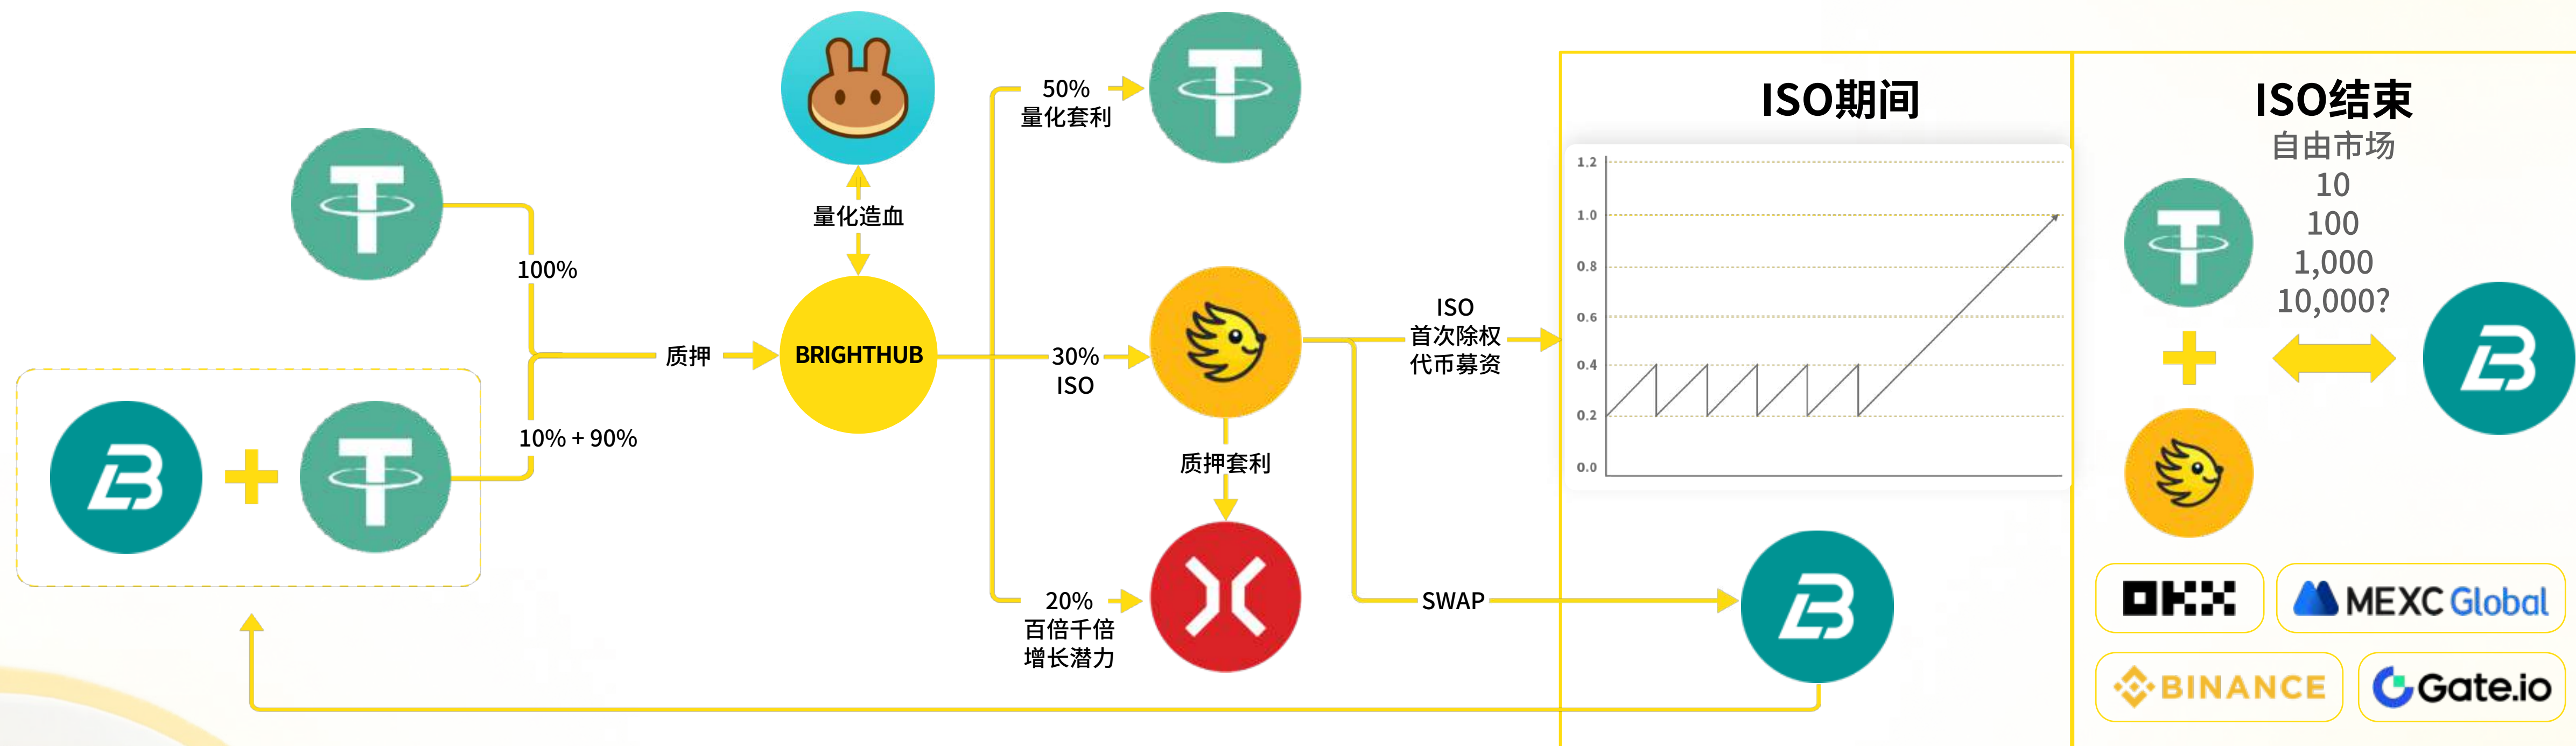 100%
10% + 90%
质押
量化造血
BRIGHTHUB
50%
量化套利
30%
ISO
质押套利
20%
百倍千倍
增长潜力
ISO
首次除权
代币募资
SWAP
ISO期间
1.2
1.0
0.8
0.6
0.4
0.2
0.0
ISO结束
自由市场
10
100
1,000
10,000?
OKX
MEXC Global
BINANCE
Gate.io